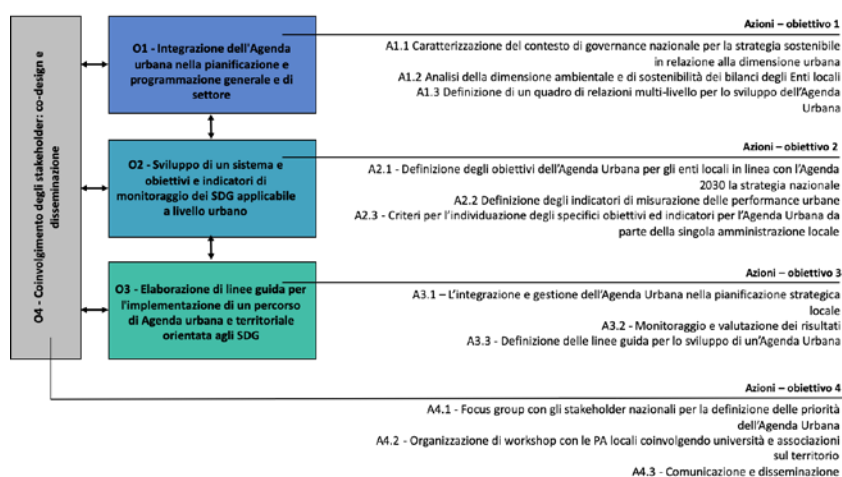 O4 - Coinvolgimento degli stakeholder: co-design e
disseminazione
O1 - Integrazione dell'Agenda
urbana nella pianificazione e
programmazione generale e di
settore
Azioni – obiettivo 1
A1.1 Caratterizzazione del contesto di governance nazionale per la strategia sostenibile
in relazione alla dimensione urbana
A1.2 Analisi della dimensione ambientale e di sostenibilità dei bilanci degli Enti locali
A1.3 Definizione di un quadro di relazioni multi-livello per lo sviluppo dell'Agenda
Urbana
O2 - Sviluppo di un sistema e
obiettivi e indicatori di
monitoraggio dei SDG applicabile
a livello urbano
Azioni – obiettivo 2
A2.1 - Definizione degli obiettivi dell'Agenda Urbana per gli enti locali in linea con l'Agenda
2030 la strategia nazionale
A2.2 Definizione degli indicatori di misurazione delle performance urbane
A2.3 - Criteri per l'individuazione degli specifici obiettivi ed indicatori per l'Agenda Urbana da
parte della singola amministrazione locale
O3 - Elaborazione di linee guida per
l'implementazione di un percorso
di Agenda urbana e territoriale
orientata agli SDG
Azioni – obiettivo 3
A3.1 – L'integrazione e gestione dell'Agenda Urbana nella pianificazione strategica
locale
A3.2 - Monitoraggio e valutazione dei risultati
A3.3 - Definizione delle linee guida per lo sviluppo di un'Agenda Urbana
Azioni – obiettivo 4
A4.1 - Focus group con gli stakeholder nazionali per la definizione delle priorità
dell'Agenda Urbana
A4.2 - Organizzazione di workshop con le PA locali coinvolgendo università e associazioni
sul territorio
A4.3 - Comunicazione e disseminazione